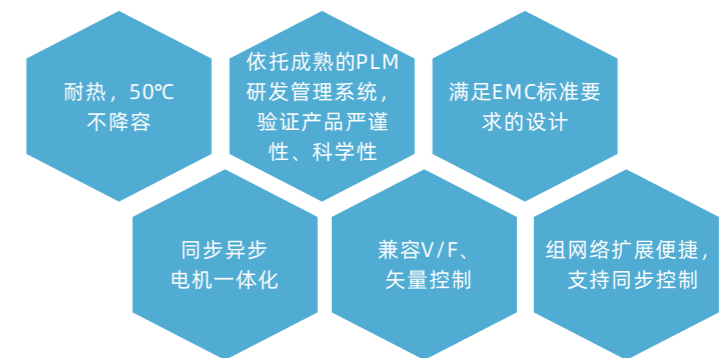 耐热，50℃
不降容
依托成熟的PLM
研发管理系统，
验证产品严谨
性、科学性
满足EMC标准要
求的设计
同步异步
电机一体化
兼容V/F、
矢量控制
组网络扩展便捷，
支持同步控制